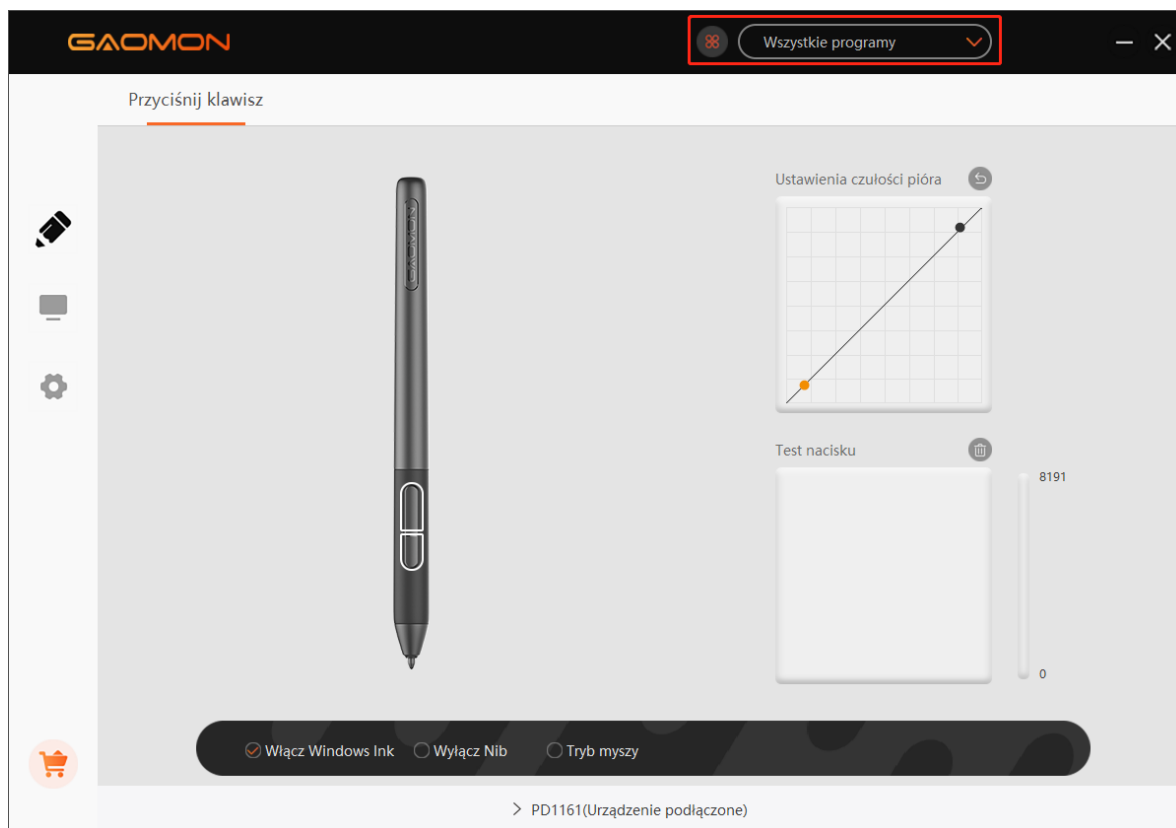 GAOMON
Wszystkie programy
Przyciśnij klawisz
GAOMON
Ustawienia czułości pióra
Test nacisku
8191
0
Włącz Windows Ink
Wyłącz Nib
Tryb myszy
PD1161(Urządzenie podłączone)